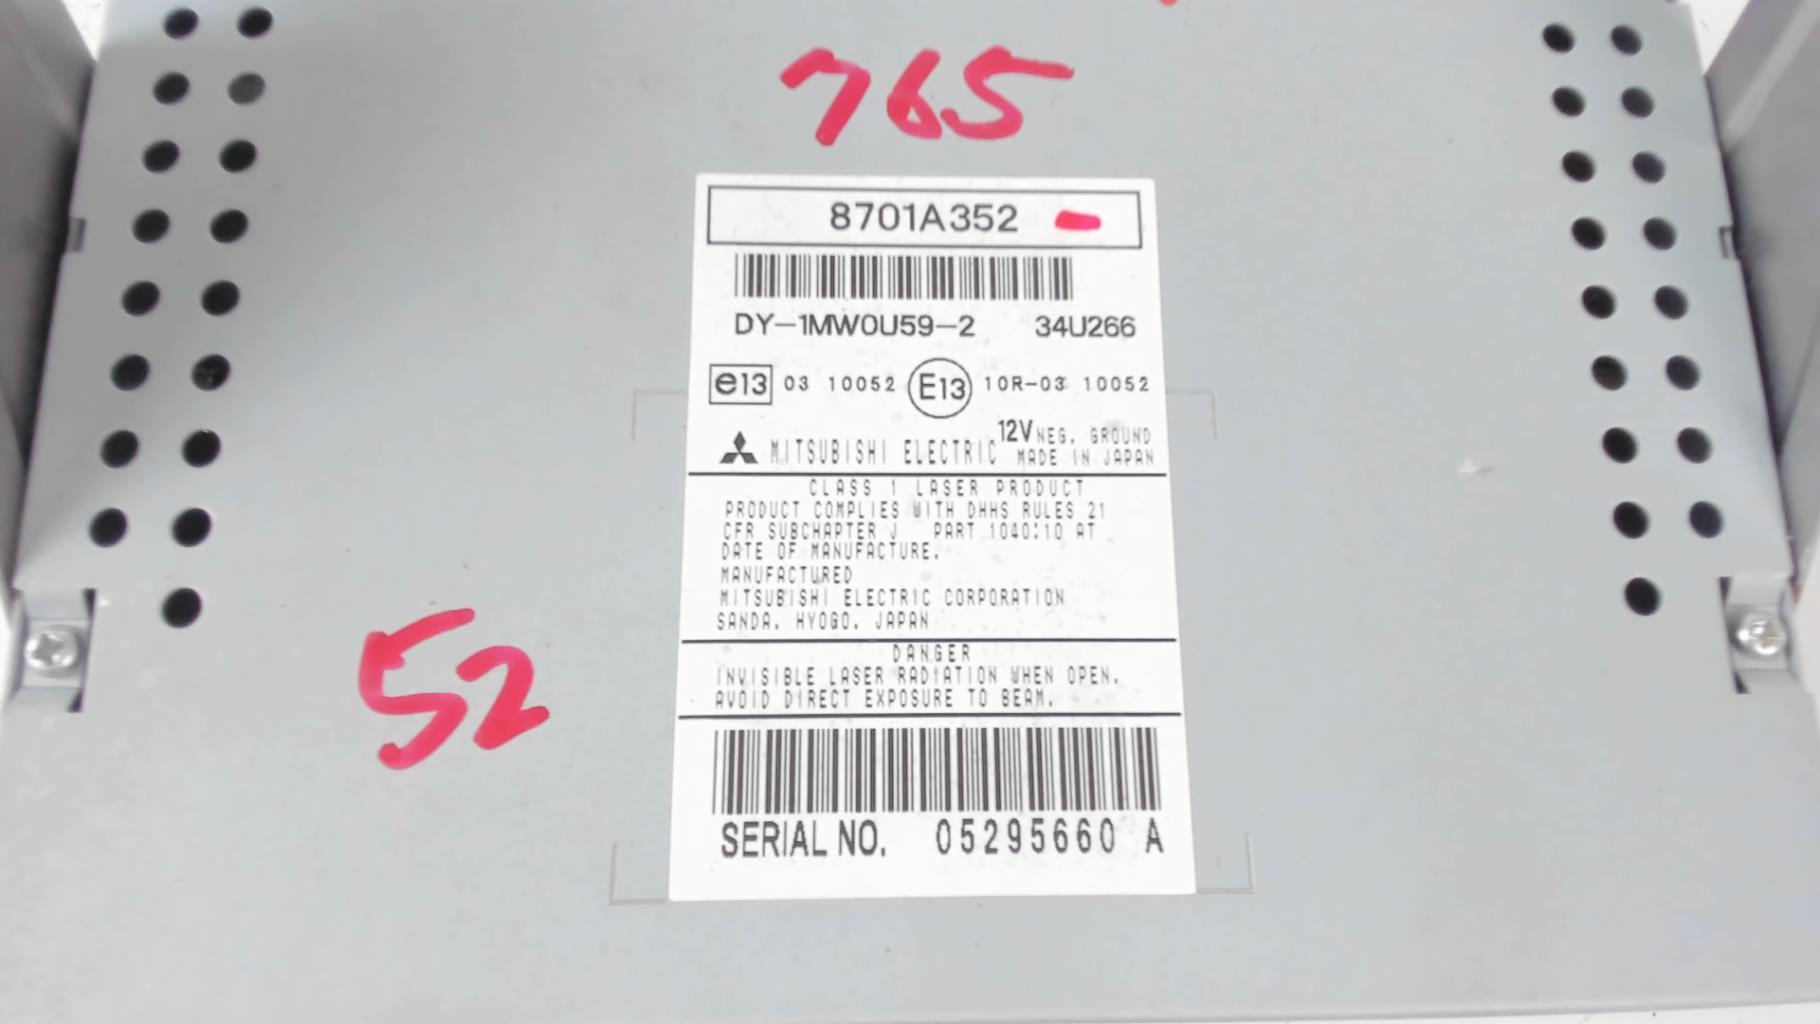 765
8701A352
DY-1MW0U59-2 34U266
e13 03 10052 E13 10R-03 10052
12V NEG. GROUND
MITSUBISHI ELECTRIC MADE IN JAPAN
CLASS 1 LASER PRODUCT
PRODUCT COMPLIES WITH DHHS RULES 21
CFR SUBCHAPTER J PART 1040:10 AT
DATE OF MANUFACTURE.
MANUFACTURED
MITSUBISHI ELECTRIC CORPORATION
SANDA, HYOGO, JAPAN
DANGER
INVISIBLE LASER RADIATION WHEN OPEN.
AVOID DIRECT EXPOSURE TO BEAM.
52
SERIAL NO. 05295660 A